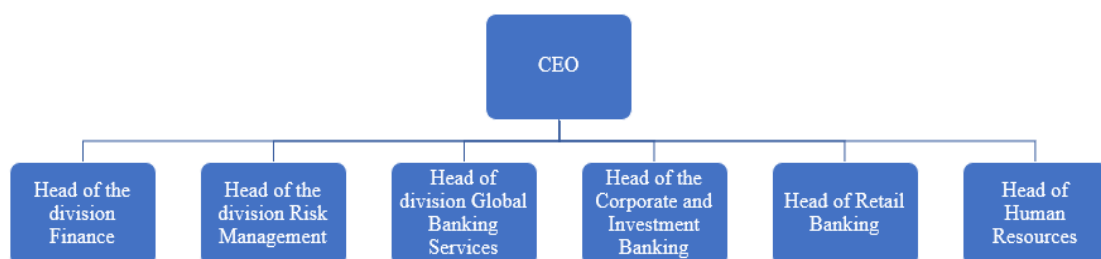 CEO
Head of the
division
Finance
Head of the
division Risk
Management
Head of
division Global
Banking
Services
Head of the
Corporate and
Investment
Banking
Head of Retail
Banking
Head of
Human
Resources